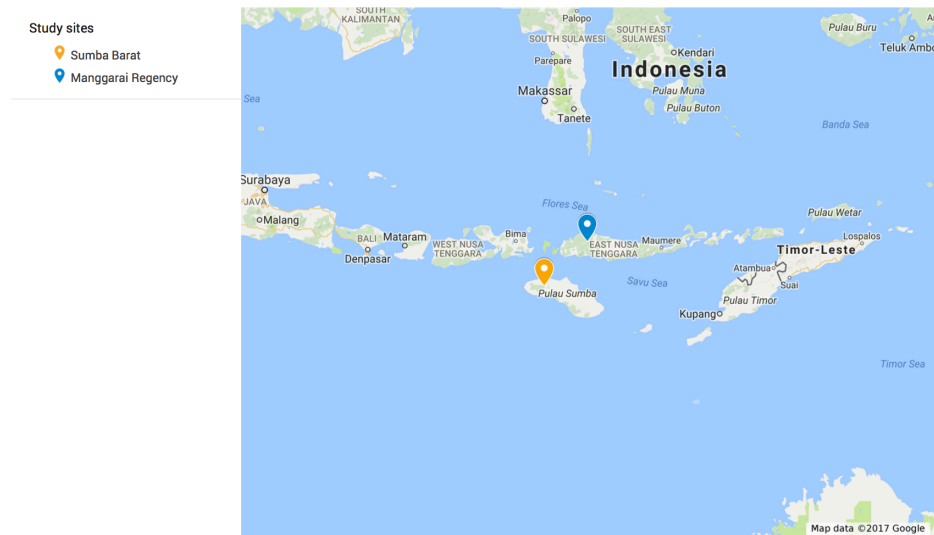 Study sites
Sumba Barat
Manggarai Regency
SOUTH
KALIMANTAN
Palopo
SOUTH SULAWESI
SOUTH EAST
SULAWESI
Pulau Buru
Teluk Ambo
Kendari
Parepare
Indonesia
Makassar
Pulau Muna
Pulau Buton
Sea
Tanete
Banda Sea
Surabaya
JAVA
Flores Sea
Pulau Wetar
Malang
BALI
Mataram
WEST NUSA
TENGGARA
Bima
EAST NUSA
TENGGARA
Maumere
Lospalos
Timor-Leste
Denpasar
Atambua
Suai
Savu Sea
Pulau Sumba
Pulau Timor
Kupang
Timor Sea
Map data ©2017 Google